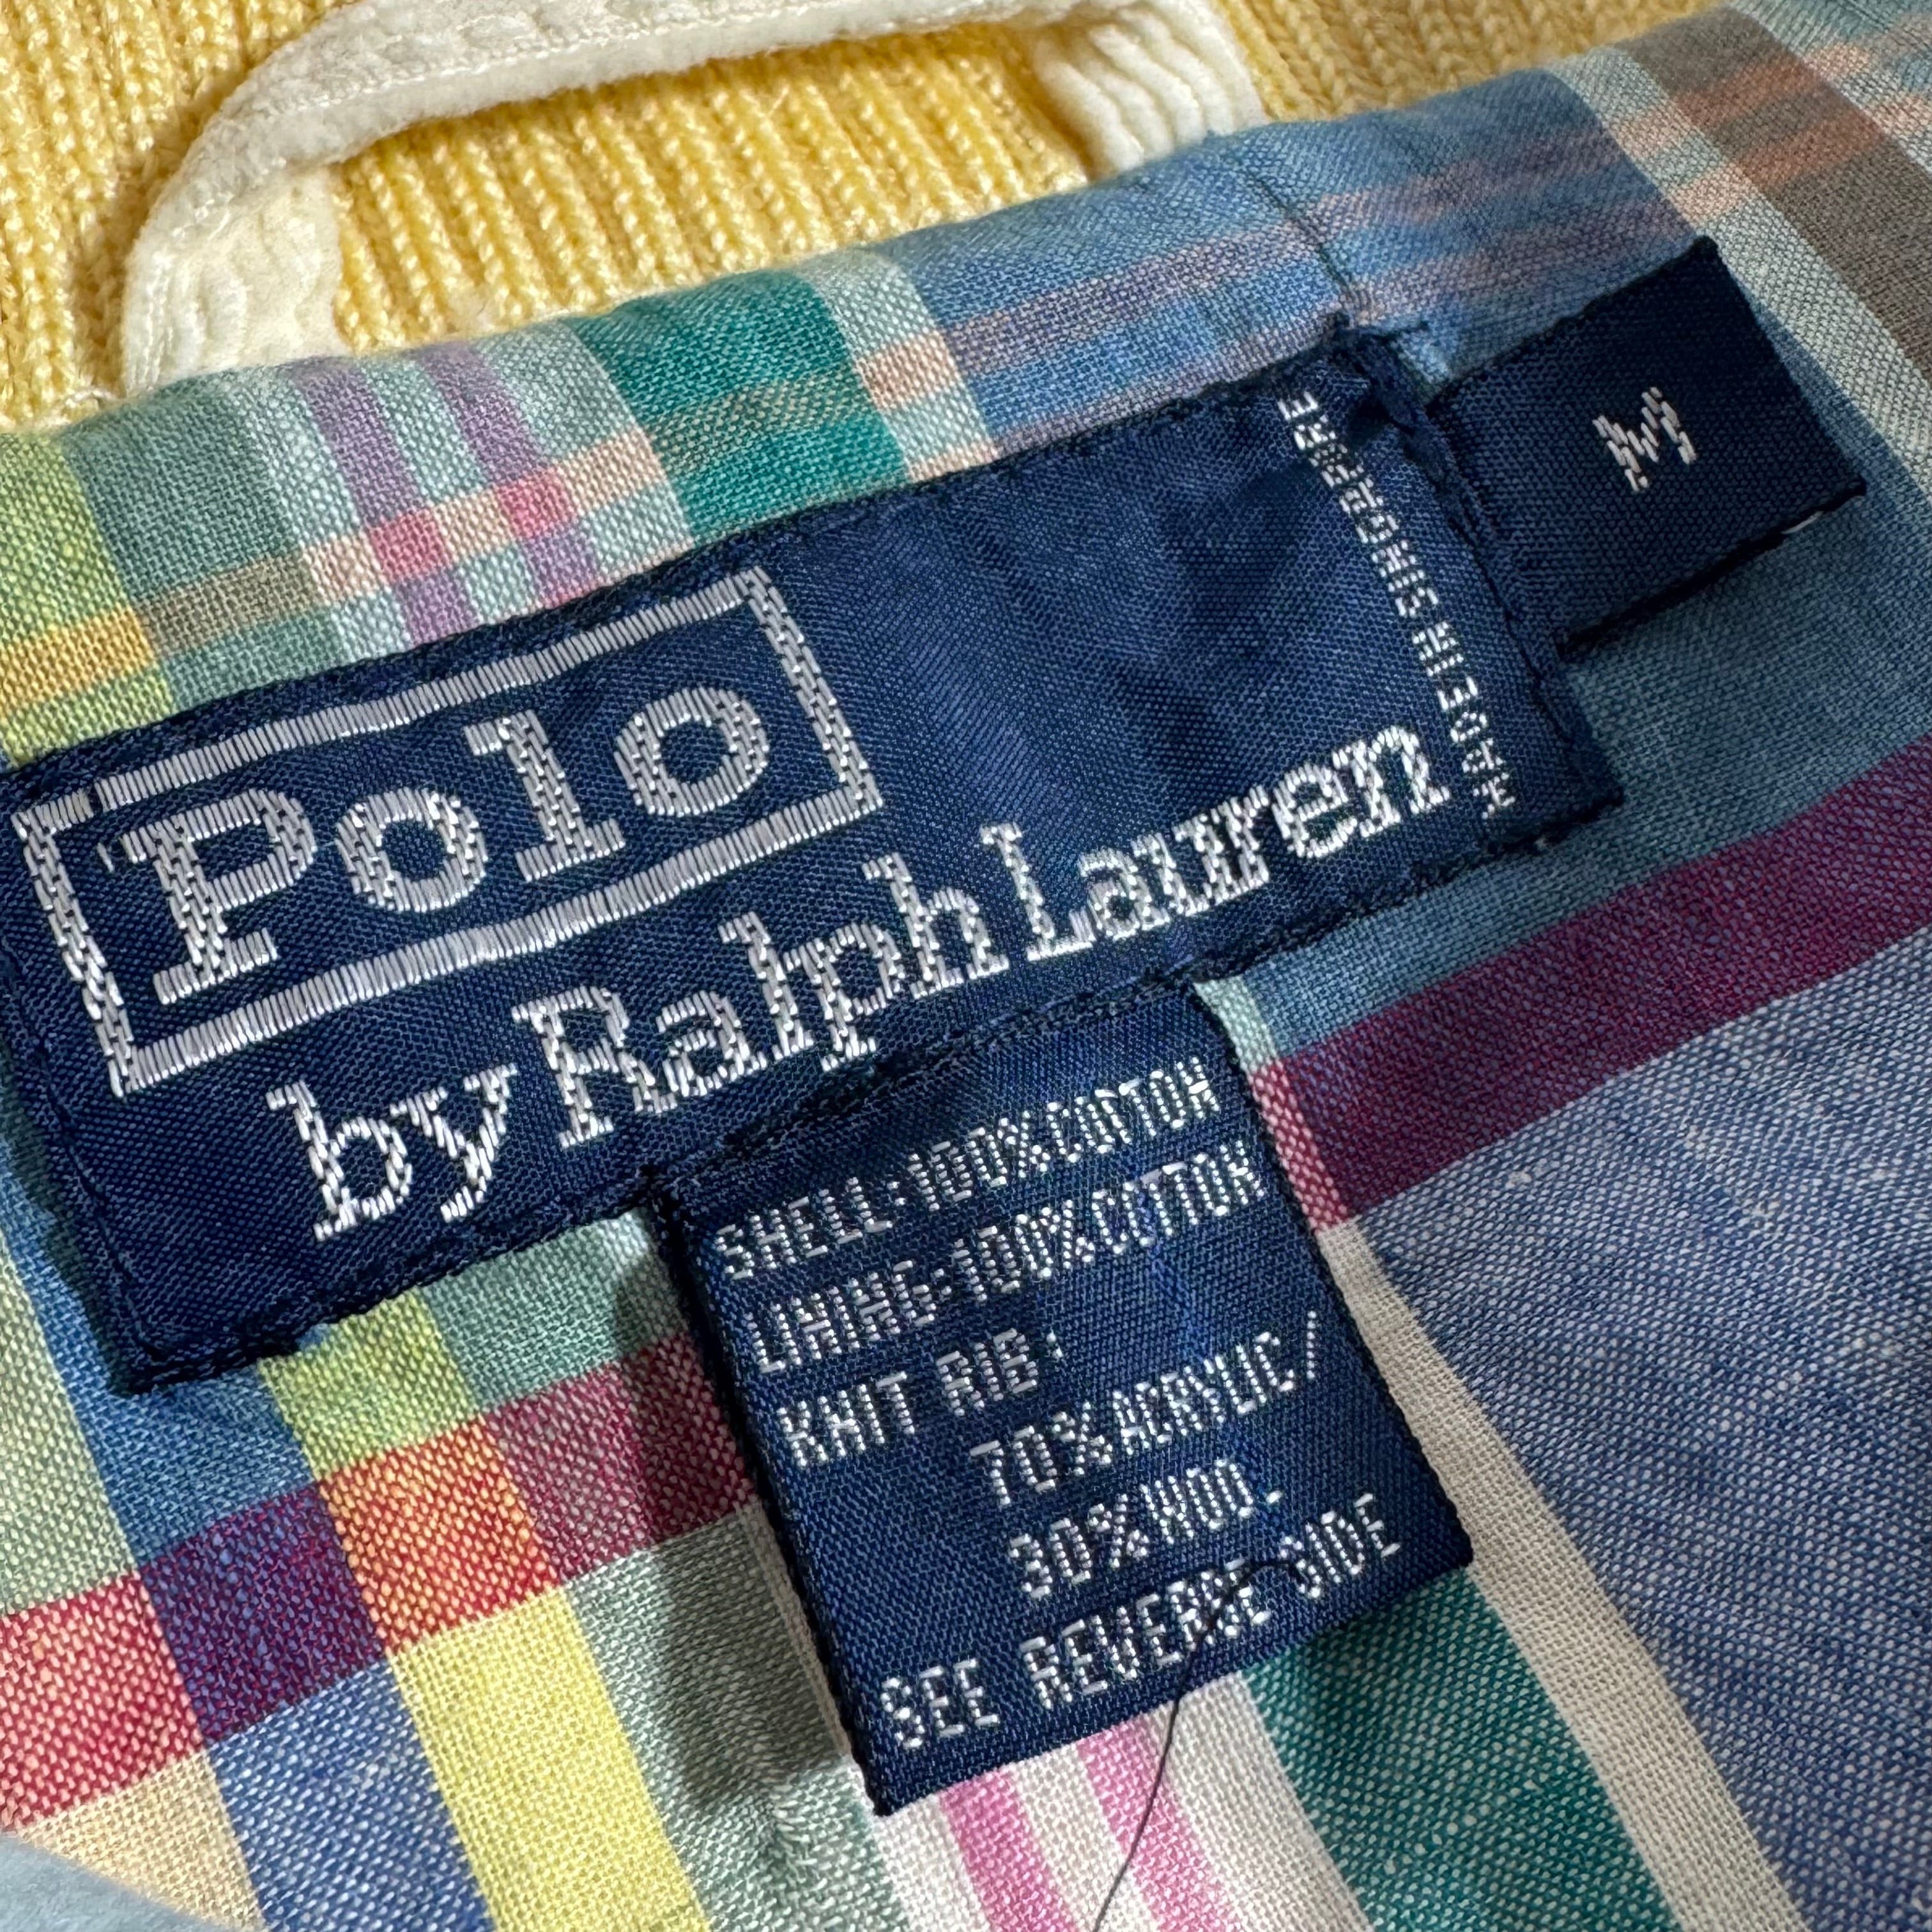 Polo
by Ralph Lauren
MADE IN SINGAPORE
M
SHELL: 100% COTTON
LINING: 100% COTTON
KNIT RIB:
70% ACRYLIC/
30% WOOL
SEE REVERSE SIDE